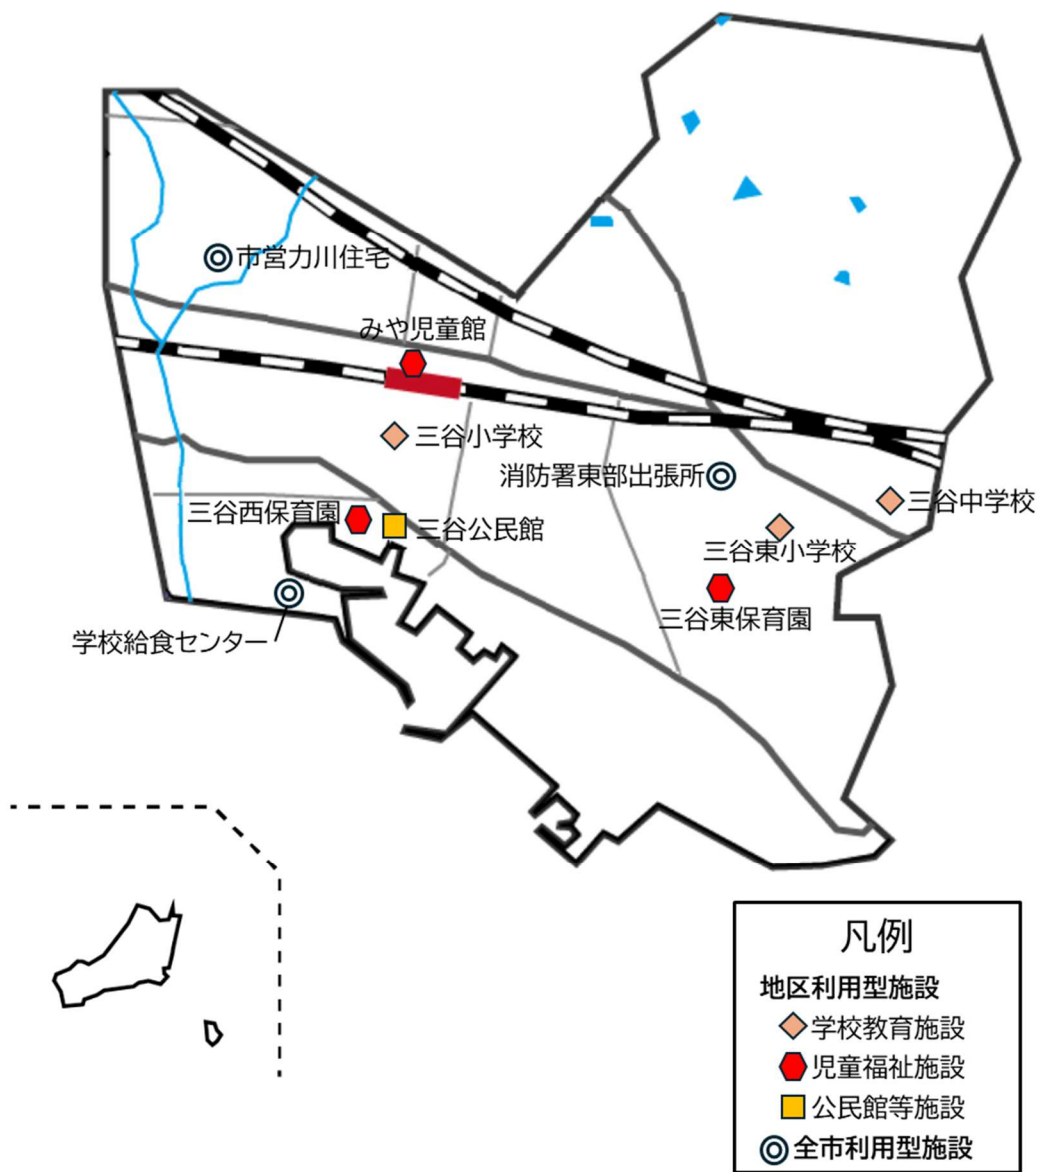 市営力川住宅
みや児童館
三谷小学校
消防署東部出張所
三谷中学校
三谷西保育園
三谷公民館
三谷東小学校
三谷東保育園
学校給食センター
凡例
地区利用型施設
学校教育施設
児童福祉施設
公民館等施設
全市利用型施設